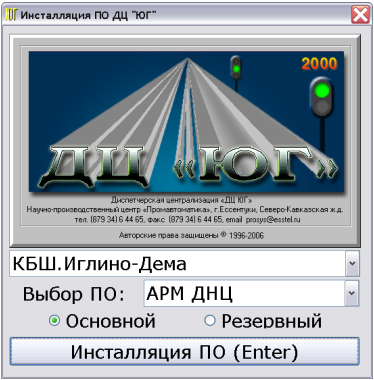 Инсталляция ПО ДЦ "ЮГ"
2000
ДЦ «ЮГ»
Диспетчерская централизация «ДЦ ЮГ»
Научно-производственный центр «Промавтоматика», г.Ессентуки, Северо-Кавказская ж.д.
тел. (879 34) 6 44 65, факс (879 34) 6 44 65, email prosys@esstel.ru
Авторские права защищены © 1996-2006
КБШ.Иглино-Дема
Выбор ПО: АРМ ДНЦ
Основной Резервный
Инсталляция ПО (Enter)